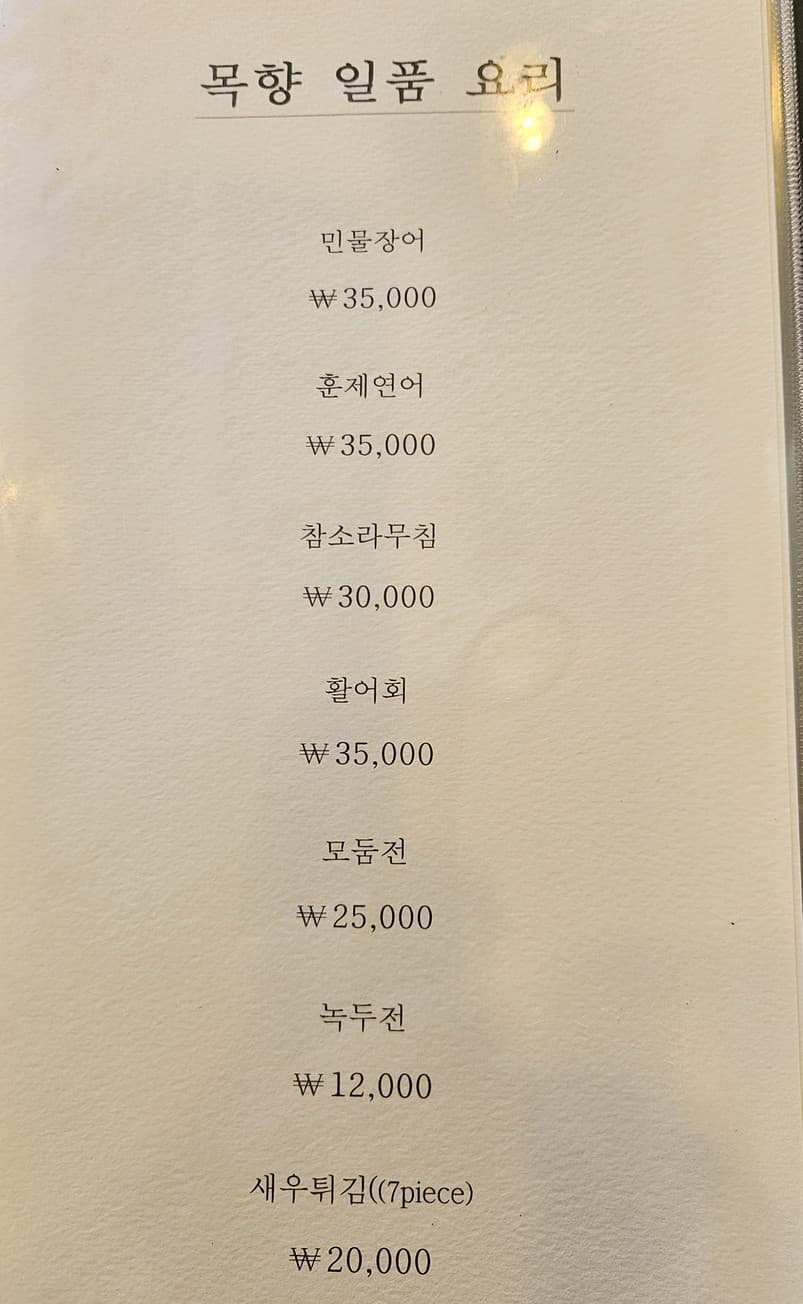 목향 일품 요리
민물장어
₩35,000
훈제연어
₩35,000
참소라무침
₩30,000
활어회
₩35,000
모둠전
₩25,000
녹두전
₩12,000
새우튀김((7piece)
₩20,000